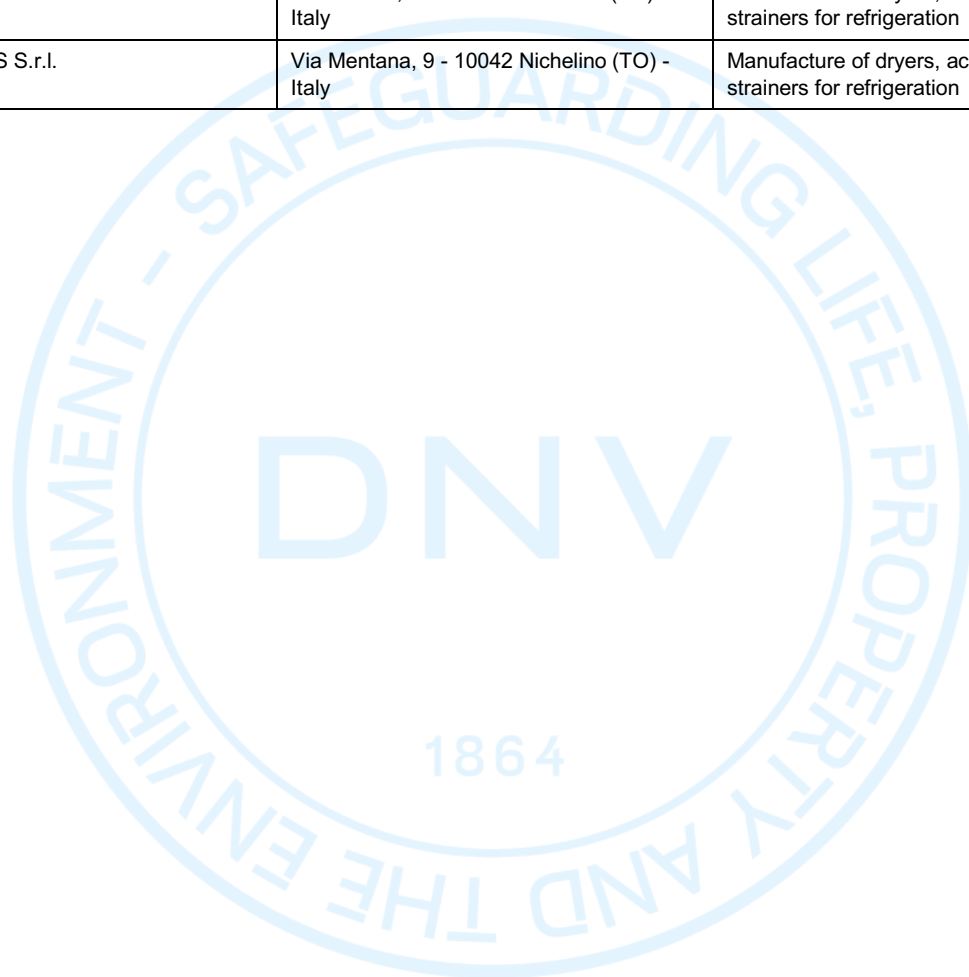 Italy
strainers for refrigeration
S S.r.l.
Via Mentana, 9 - 10042 Nichelino (TO) -
Italy
Manufacture of dryers, ac
strainers for refrigeration
SAFEGUARDING LIFE, PROPERTY AND THE ENVIRONMENT -
DNV
1864